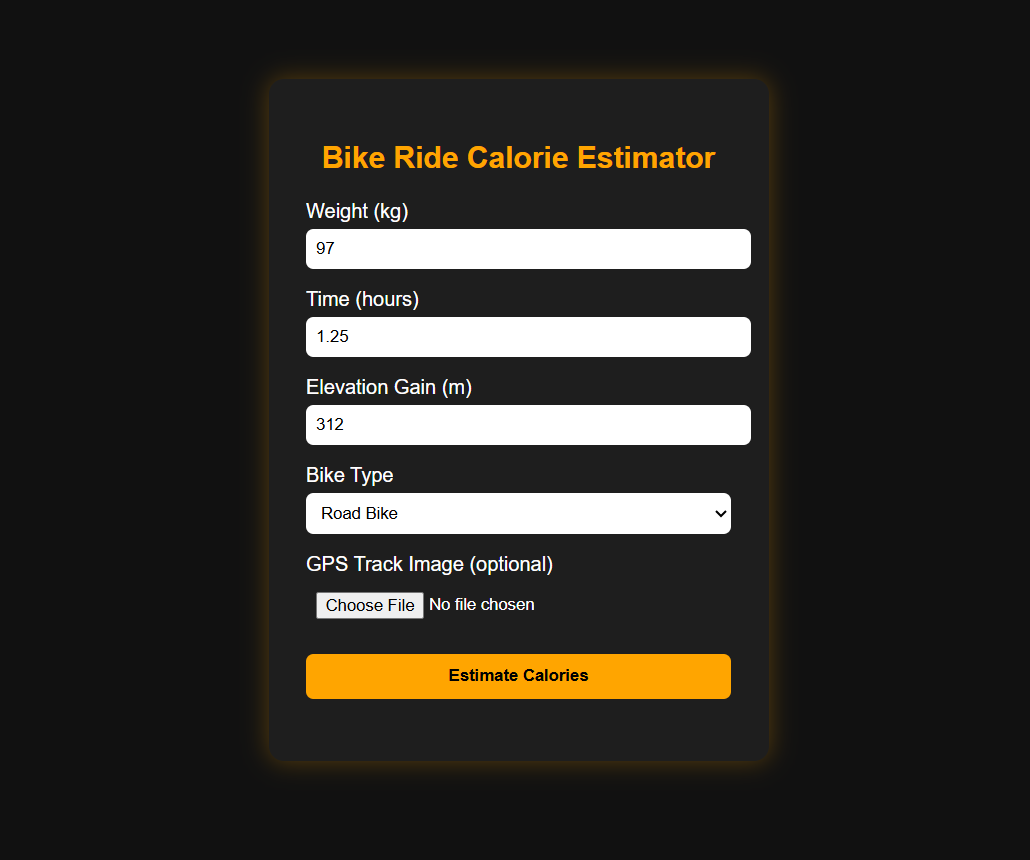 Bike Ride Calorie Estimator
Weight (kg)
97
Time (hours)
1.25
Elevation Gain (m)
312
Bike Type
Road Bike
GPS Track Image (optional)
Choose File No file chosen
Estimate Calories